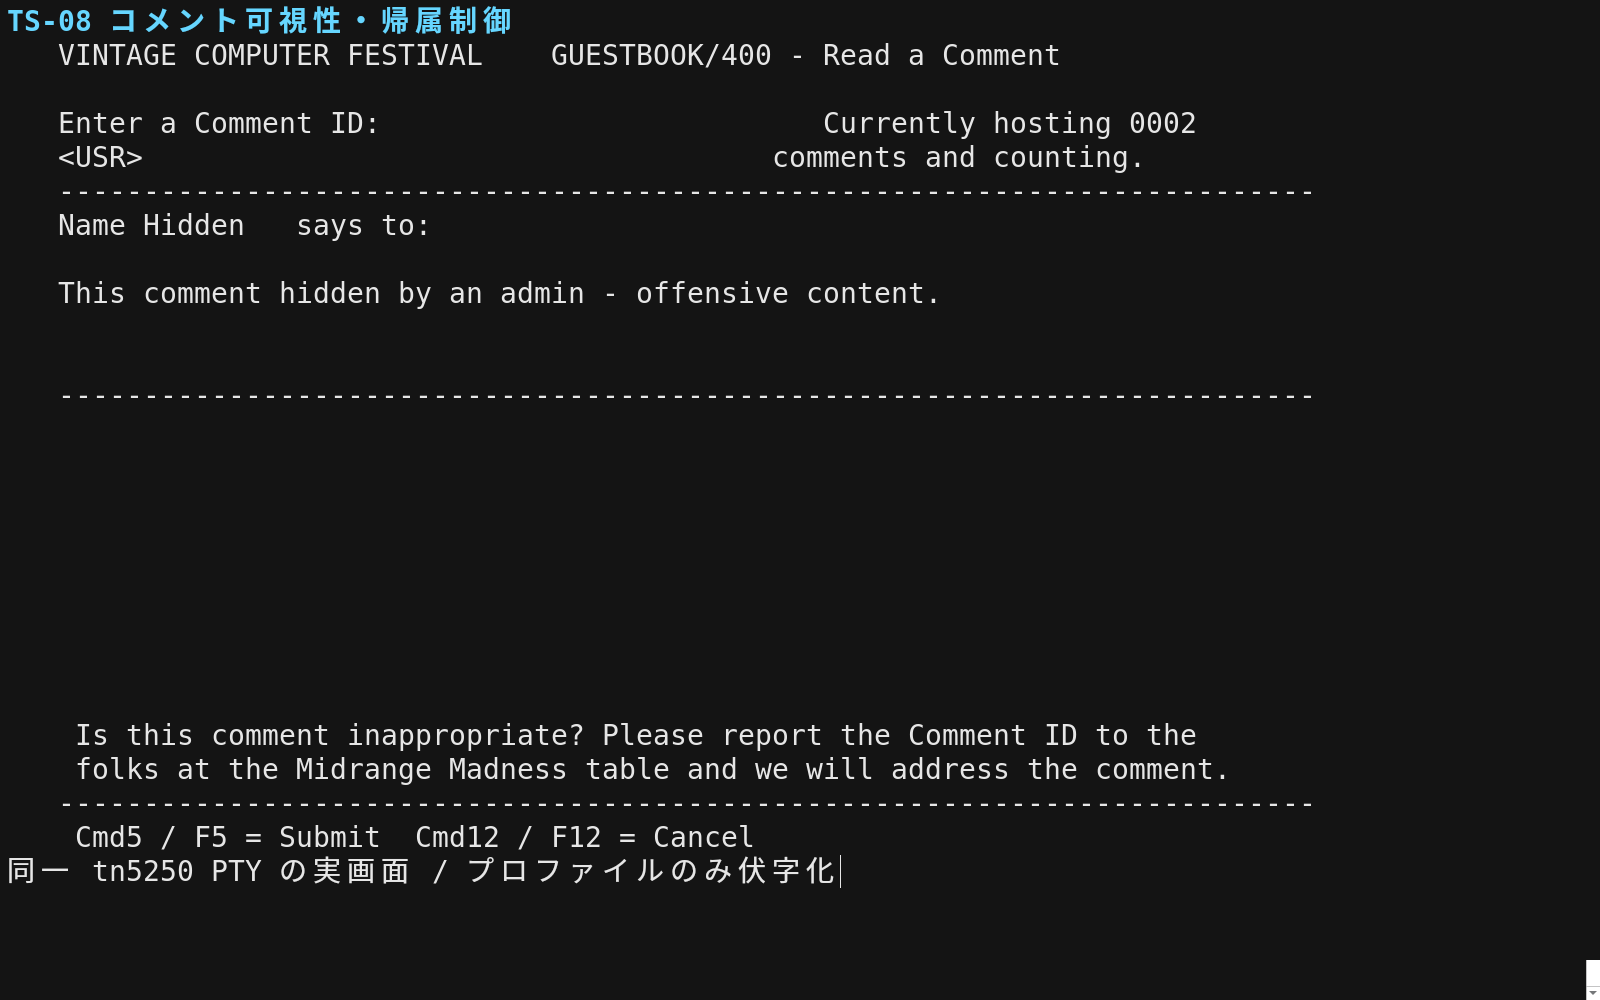 TS-08 コメント可視性・帰属制御
VINTAGE COMPUTER FESTIVAL    GUESTBOOK/400 - Read a Comment
Enter a Comment ID:                          Currently hosting 0002
<USR>                                     comments and counting.
--------------------------------------------------------------------------
Name Hidden   says to:
This comment hidden by an admin - offensive content.
--------------------------------------------------------------------------
Is this comment inappropriate? Please report the Comment ID to the
folks at the Midrange Madness table and we will address the comment.
--------------------------------------------------------------------------
Cmd5 / F5 = Submit  Cmd12 / F12 = Cancel
同一 tn5250 PTY の実画面 / プロファイルのみ伏字化